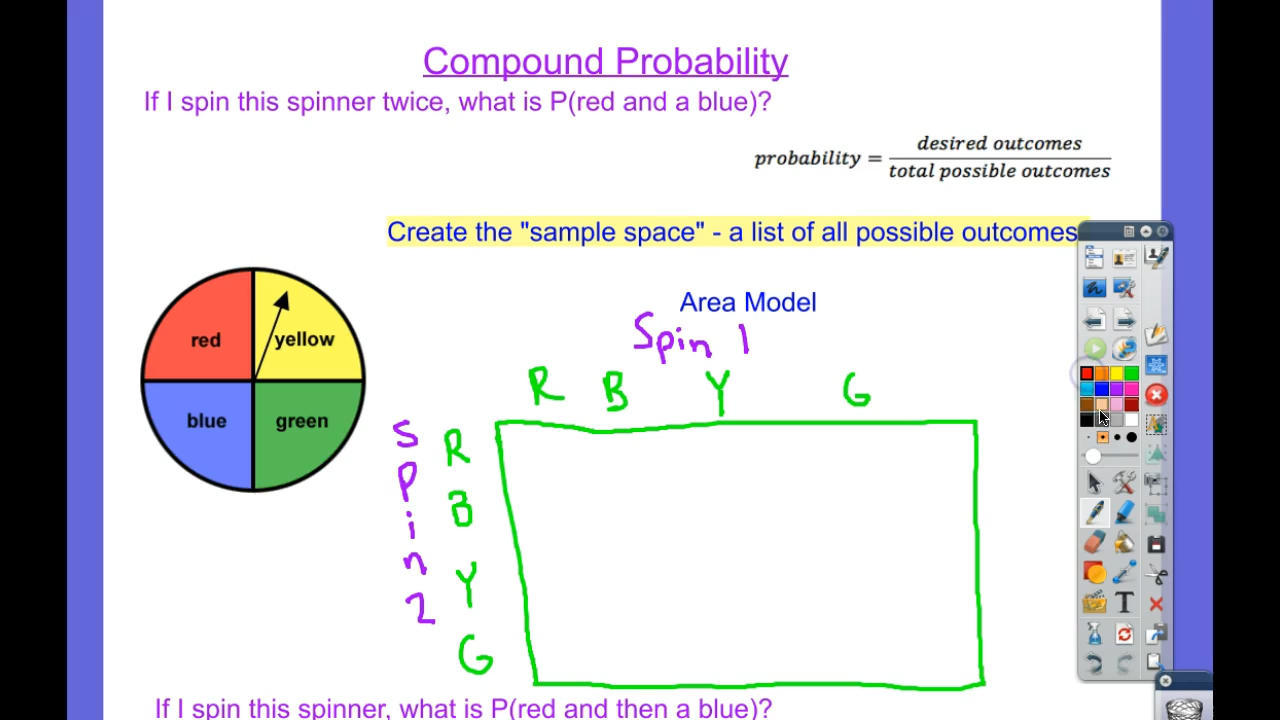 Compound Probability
If I spin this spinner twice, what is P(red and a blue)?
probability = desired outcomes / total possible outcomes
Create the "sample space" - a list of all possible outcomes
Area Model
Spin 1
R B Y G
red
yellow
blue
green
Spin 2
R
B
Y
G
T
If I spin this spinner, what is P(red and then a blue)?